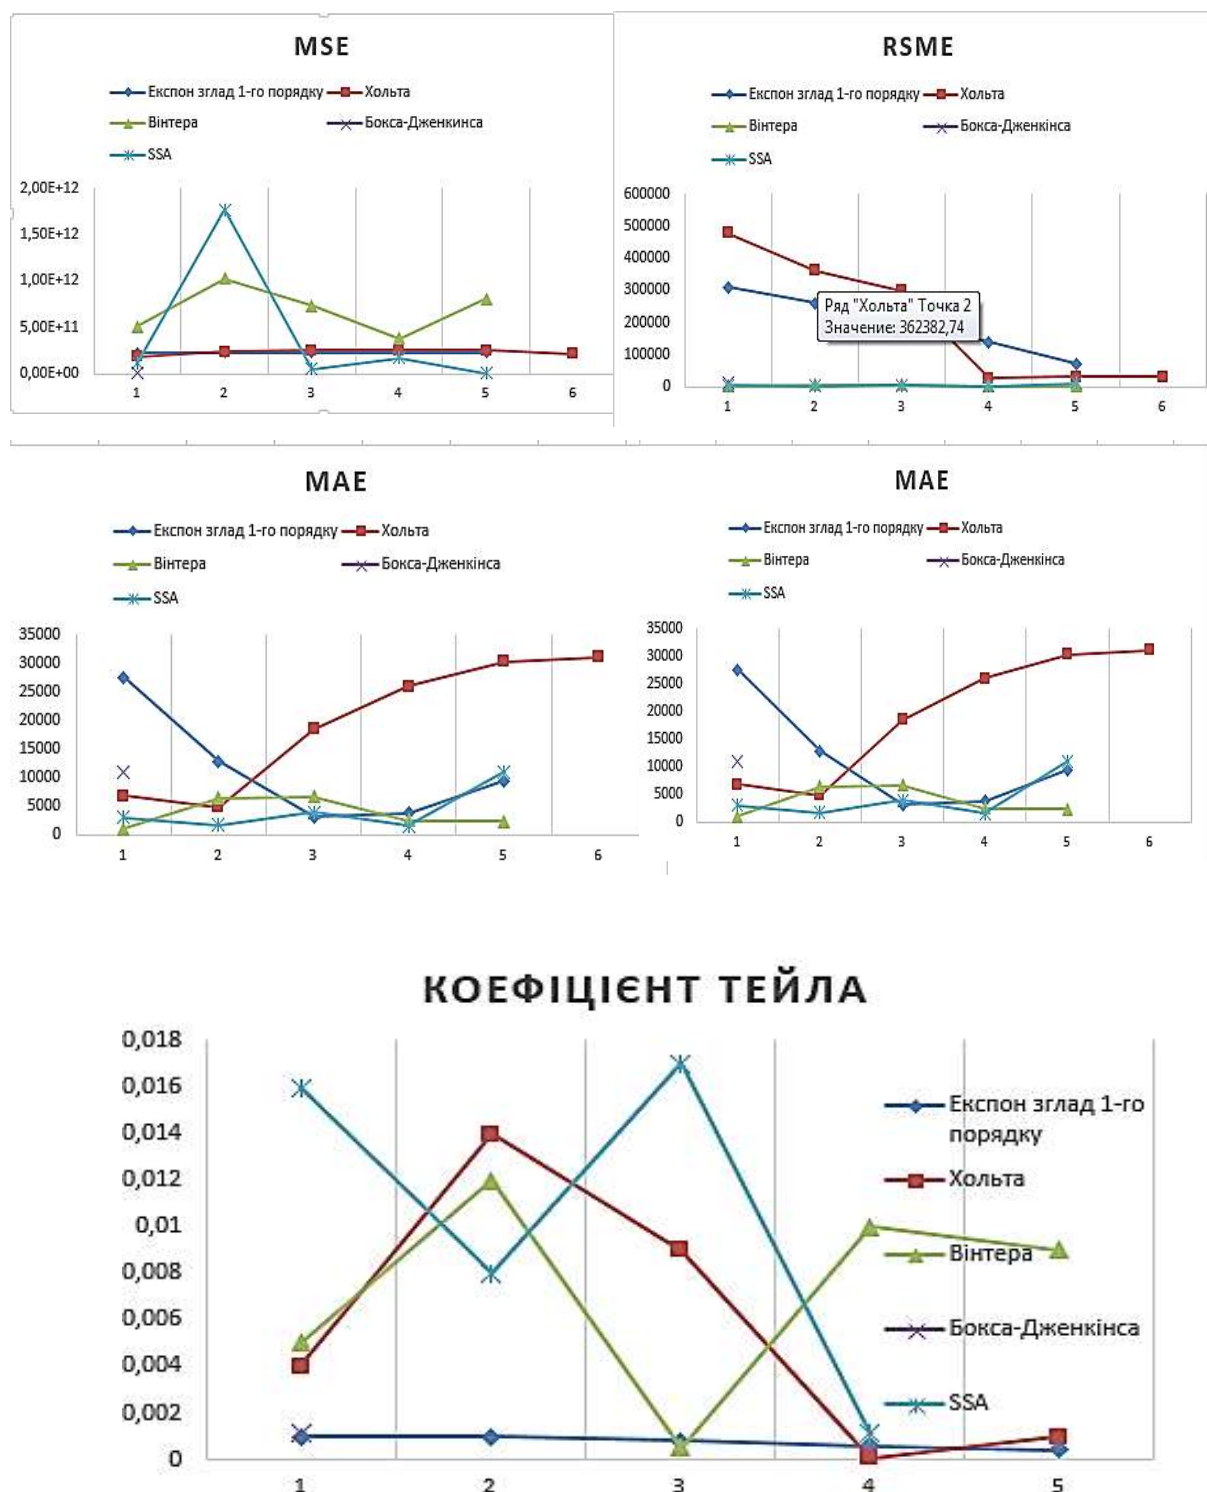 MSE
Експон зглад 1-го порядку Хольта
Вінтера Бокса-Дженкинса
SSA
2,00E+12
1,50E+12
1,00E+12
5,00E+11
0,00E+00
1 2 3 4 5 6
RSME
Експон зглад 1-го порядку Хольта
Вінтера Бокса-Дженкінса
SSA
600000
500000
400000
300000
200000
100000
0
Ряд "Хольта" Точка 2
Значение: 362382,74
1 2 3 4 5 6
MAE
Експон зглад 1-го порядку Хольта
Вінтера Бокса-Дженкінса
SSA
35000
30000
25000
20000
15000
10000
5000
0
1 2 3 4 5 6
MAE
Експон зглад 1-го порядку Хольта
Вінтера Бокса-Дженкінса
SSA
35000
30000
25000
20000
15000
10000
5000
0
1 2 3 4 5 6
КОЕФІЦІЄНТ ТЕЙЛА
0,018
0,016
0,014
0,012
0,01
0,008
0,006
0,004
0,002
0
Експон зглад 1-го
порядку
Хольта
Вінтера
Бокса-Дженкінса
SSA
1 2 3 4 5